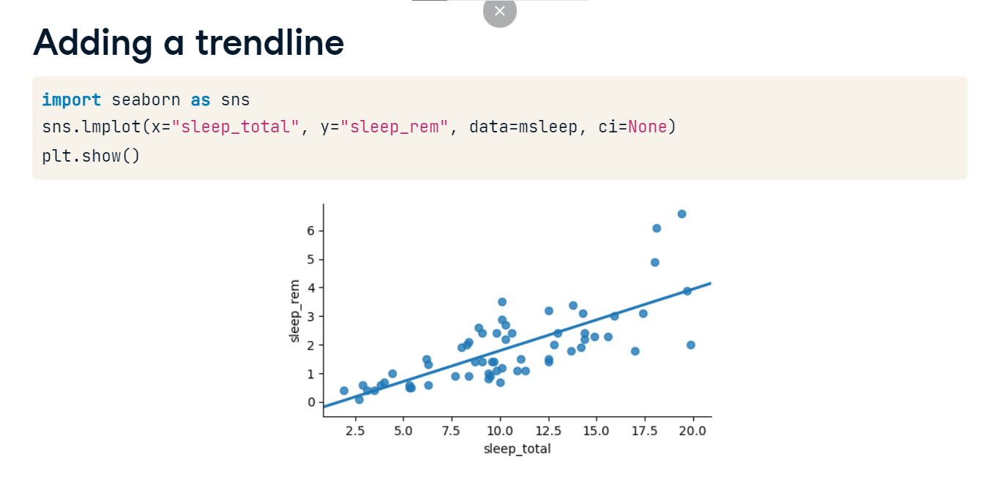 Adding a trendline
import seaborn as sns
sns.lmplot(x="sleep_total", y="sleep_rem", data=msleep, ci=None)
plt.show()
6
5
4
3
2
1
0
sleep_rem
2.5 5.0 7.5 10.0 12.5 15.0 17.5 20.0
sleep_total